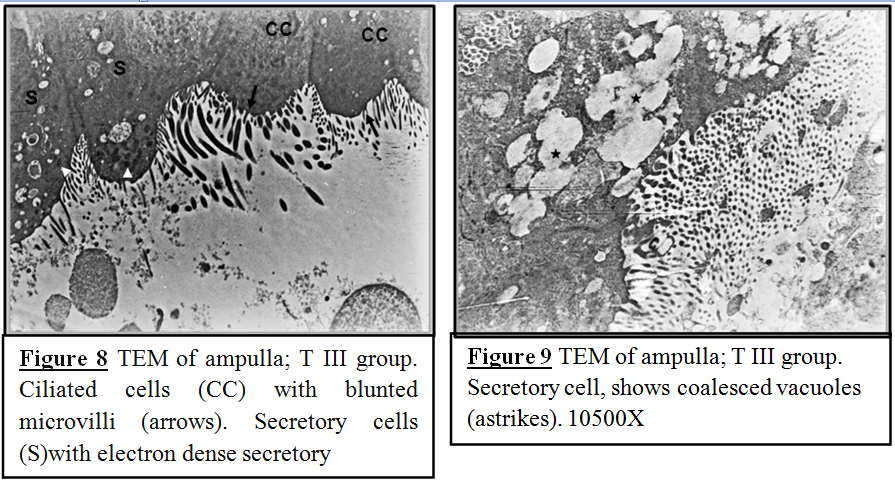 CC
CC
S
S
Figure 8 TEM of ampulla; T III group.
Ciliated cells (CC) with blunted
microvilli (arrows). Secretory cells
(S)with electron dense secretory
Figure 9 TEM of ampulla; T III group.
Secretory cell, shows coalesced vacuoles
(astrikes). 10500X